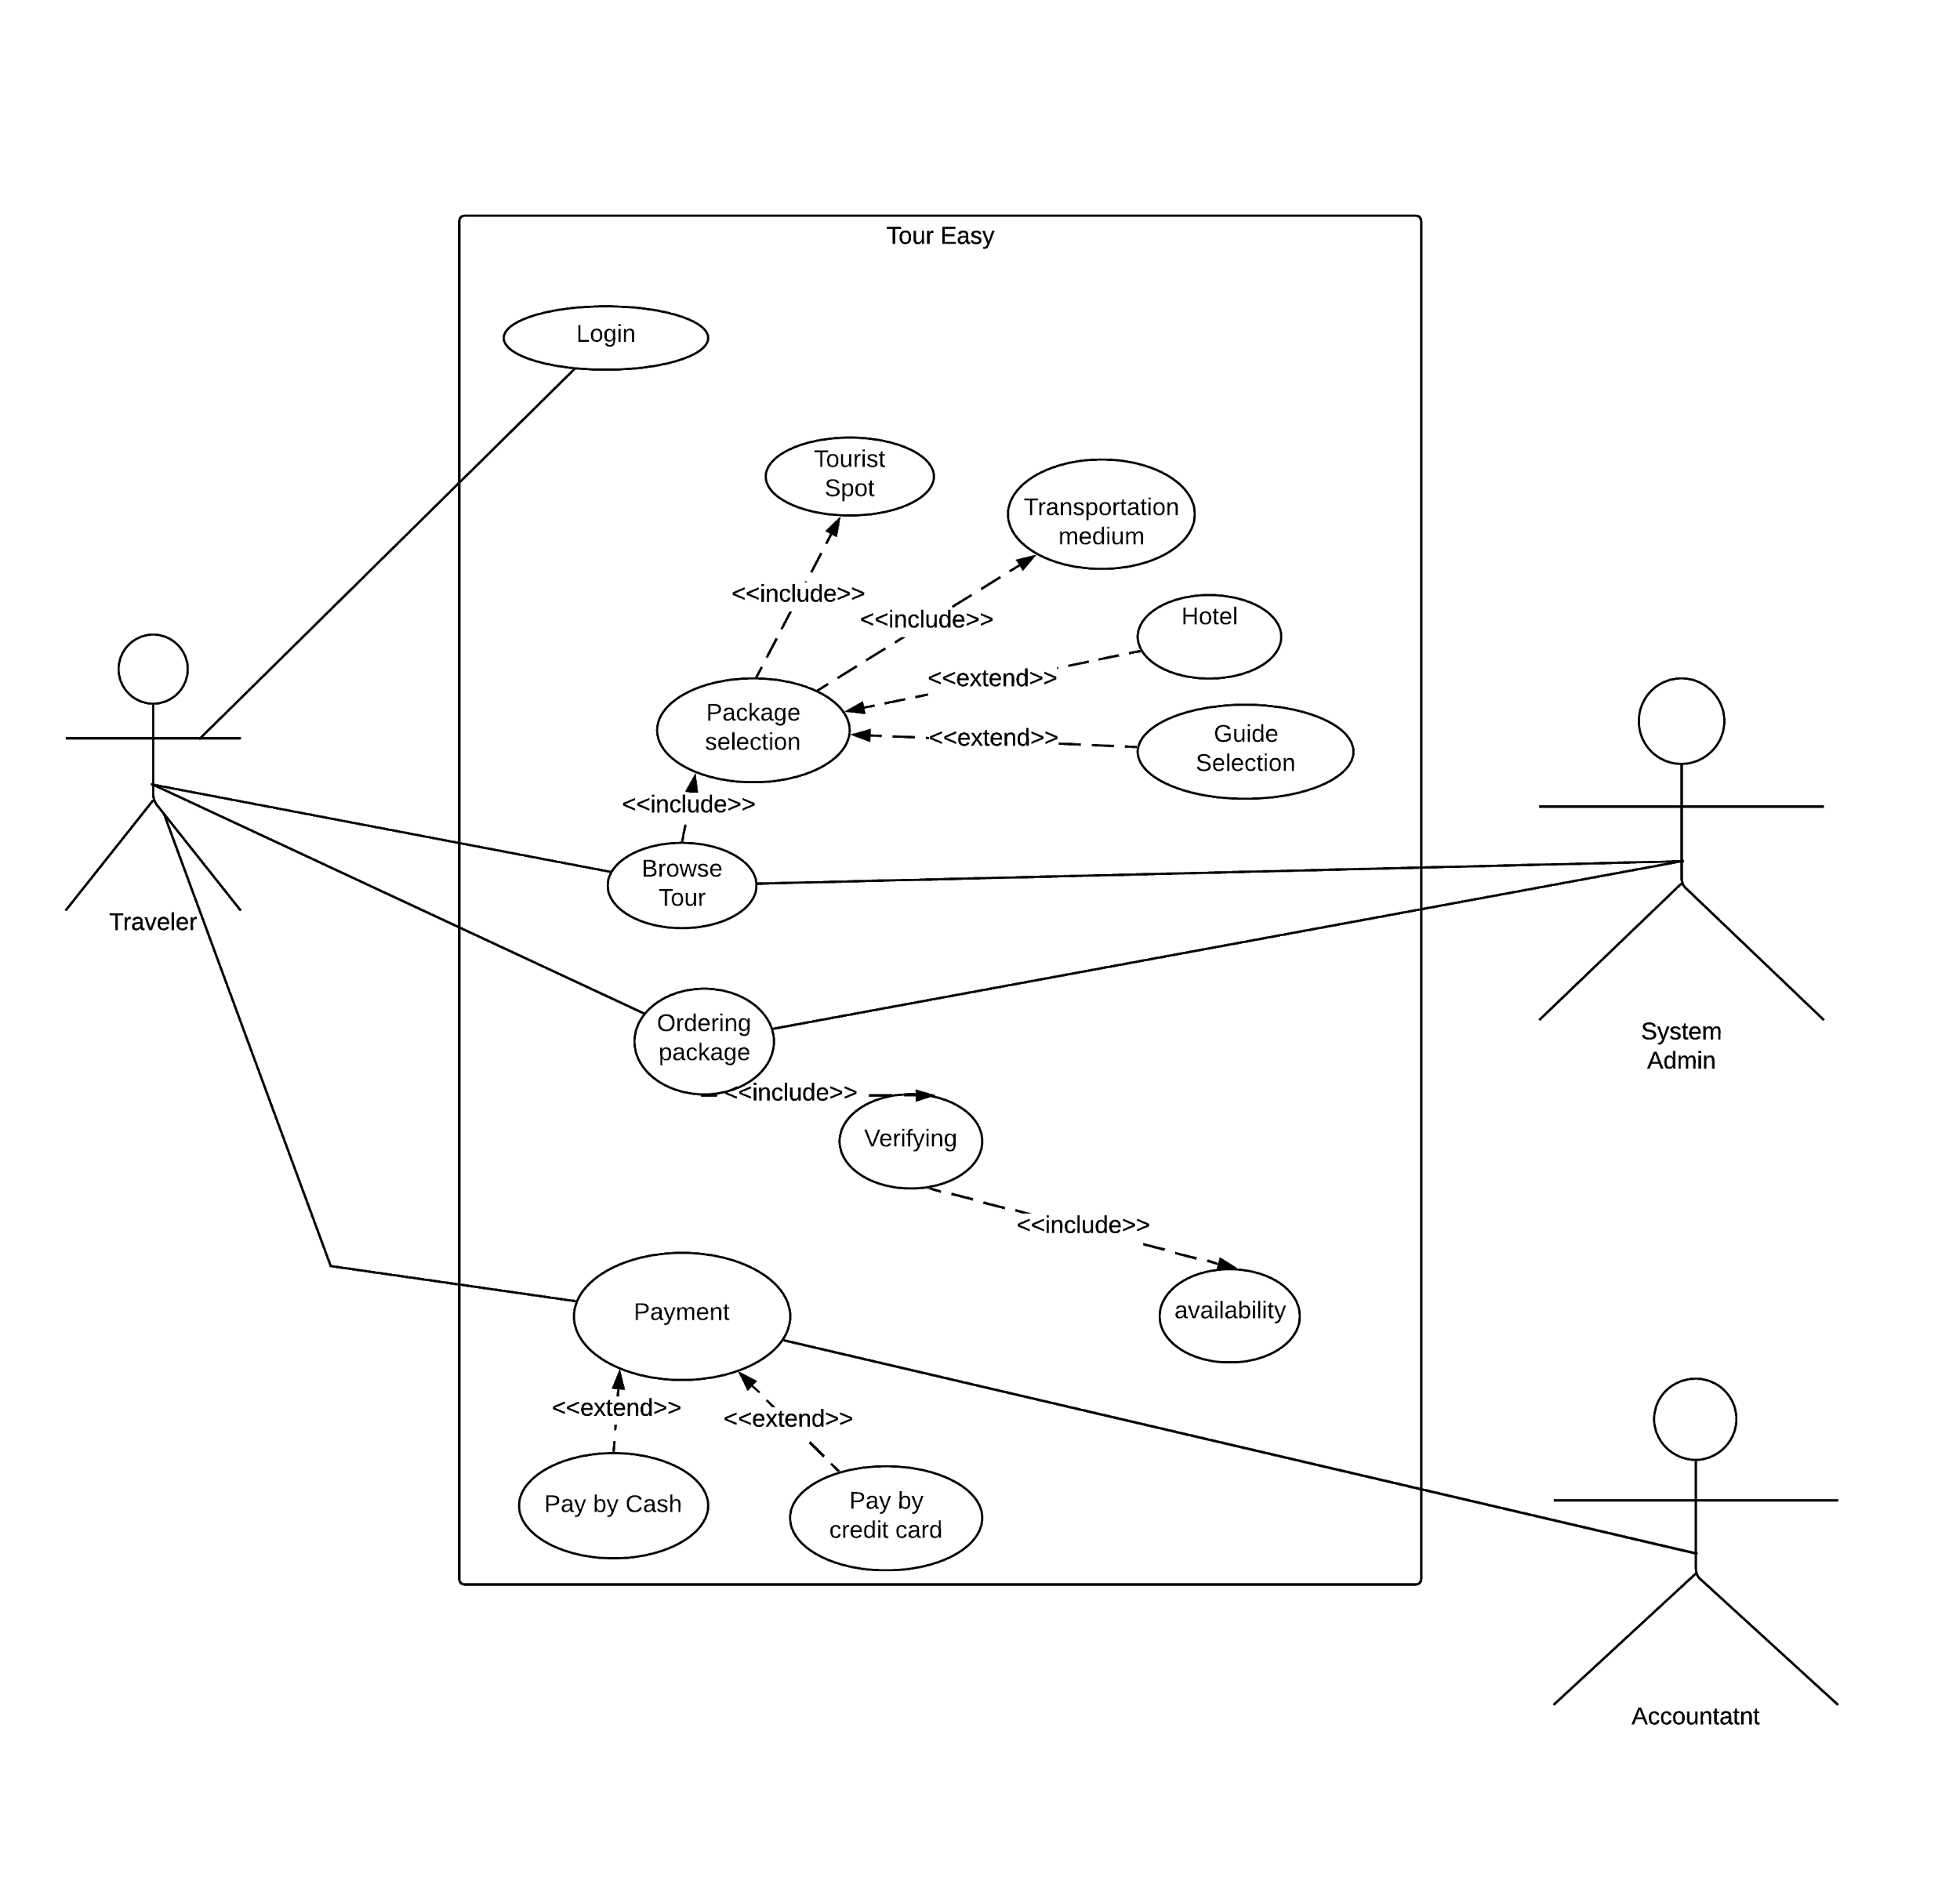 Tour Easy
Login
Tourist
Spot
Transportation
medium
<<include>>
<<include>>
Hotel
<<extend>>
Package
selection
<<extend>>
Guide
Selection
<<include>>
Browse
Tour
Traveler
Ordering
package
System
Admin
<<include>>
Verifying
<<include>>
Payment
availability
<<extend>>
<<extend>>
Pay by Cash
Pay by
credit card
Accountatnt